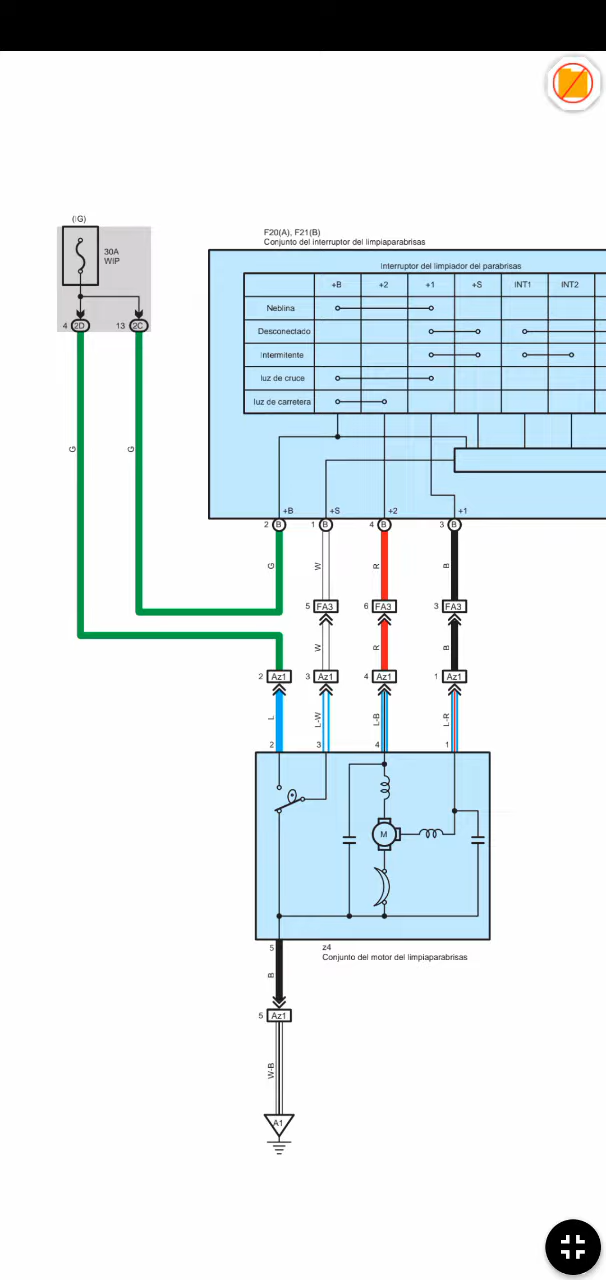 (IG)
30A
WIP
4 2D 13 2C
F20(A), F21(B)
Conjunto del interruptor del limpiaparabrisas
Interruptor del limpiador del parabrisas
+B +2 +1 +S INT1 INT2
Neblina
Desconectado
Intermitente
luz de cruce
luz de carretera
G G
+B +S +2 +1
2 B 1 B 4 B 3 B
G W R B
5 FA3 6 FA3 3 FA3
W R B
2 Az1 3 Az1 4 Az1 1 Az1
L L-W L-B L-R
2 3 4 1
M
5
z4
Conjunto del motor del limpiaparabrisas
B
5 Az1
W-B
A1